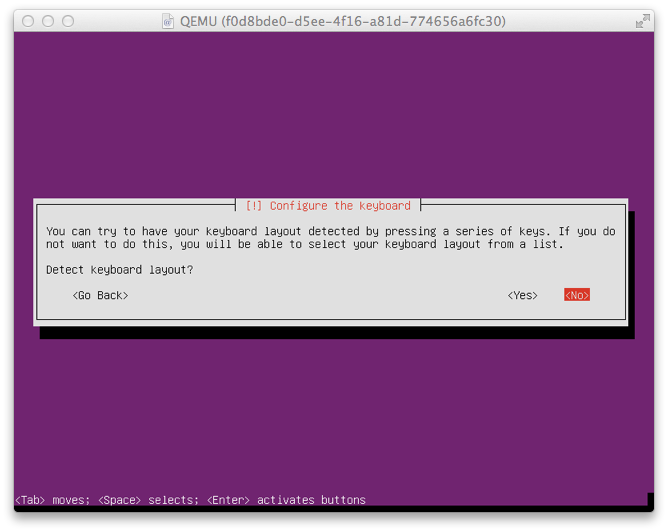 QEMU (f0d8bde0-d5ee-4f16-a81d-774656a6fc30)
[!] Configure the keyboard
You can try to have your keyboard layout detected by pressing a series of keys. If you do
not want to do this, you will be able to select your keyboard layout from a list.
Detect keyboard layout?
<Go Back> <Yes> <No>
<Tab> moves; <Space> selects; <Enter> activates buttons